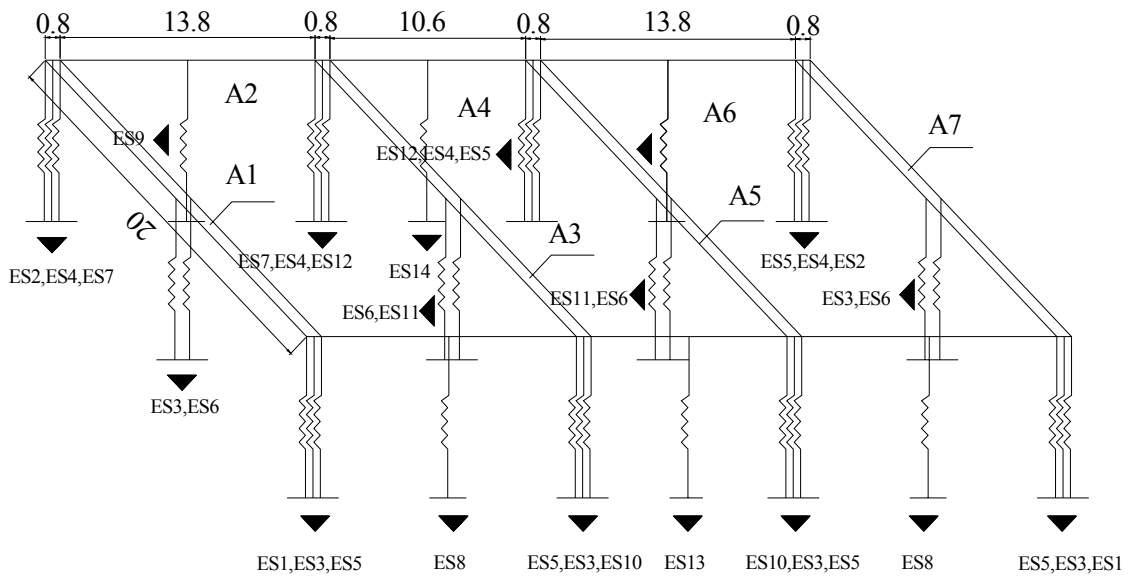 0.8 13.8 0.8 10.6 0.8 13.8 0.8
A2 A4 A6 A7
ES9 ES12,ES4,ES5
A1 A5
20 A3
ES2,ES4,ES7 ES7,ES4,ES12 ES14 ES5,ES4,ES2
ES6,ES11 ES11,ES6 ES3,ES6
ES3,ES6
ES1,ES3,ES5 ES8 ES5,ES3,ES10 ES13 ES10,ES3,ES5 ES8 ES5,ES3,ES1